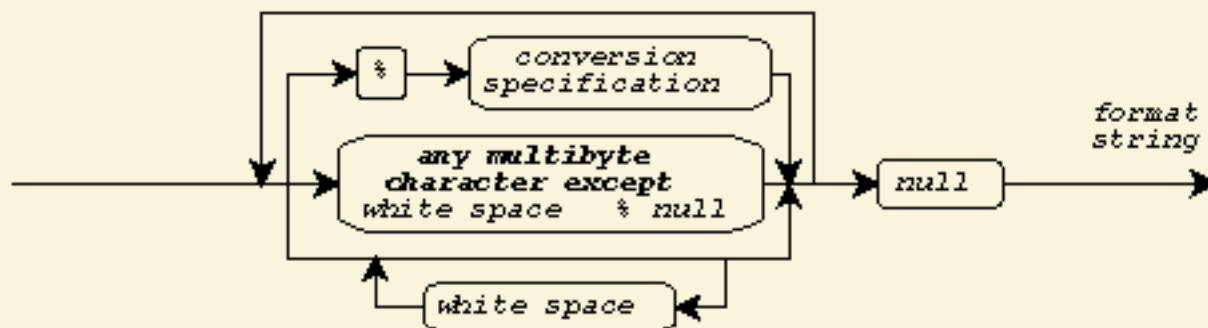 %
conversion
specification
any multibyte
character except
white space % null
white space
null
format
string